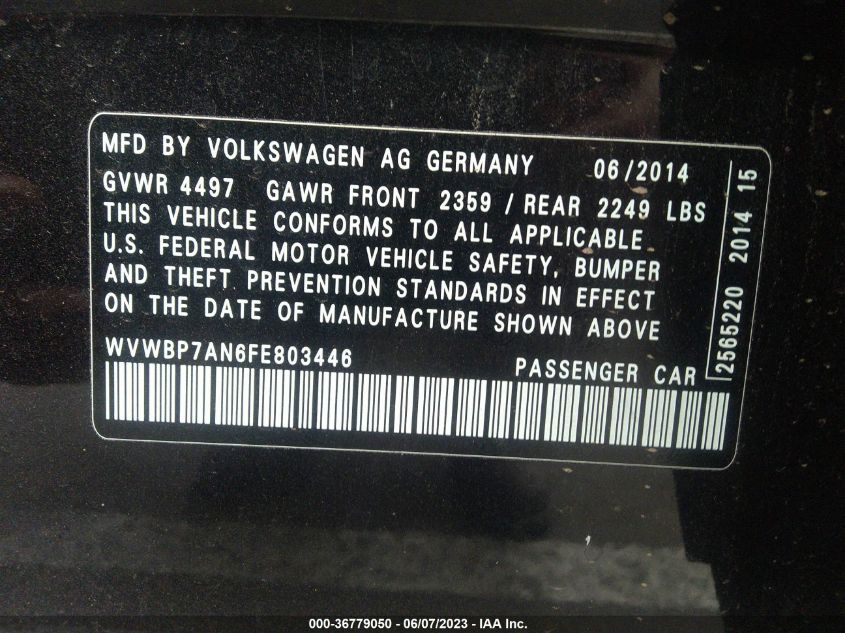 MFD BY VOLKSWAGEN AG GERMANY 06/2014
GVWR 4497 GAWR FRONT 2359 / REAR 2249 LBS
THIS VEHICLE CONFORMS TO ALL APPLICABLE
U.S. FEDERAL MOTOR VEHICLE SAFETY, BUMPER
AND THEFT PREVENTION STANDARDS IN EFFECT
ON THE DATE OF MANUFACTURE SHOWN ABOVE
WVWBP7AN6FE803446 PASSENGER CAR
2565220 2014 15
000-36779050 - 06/07/2023 - IAA Inc.